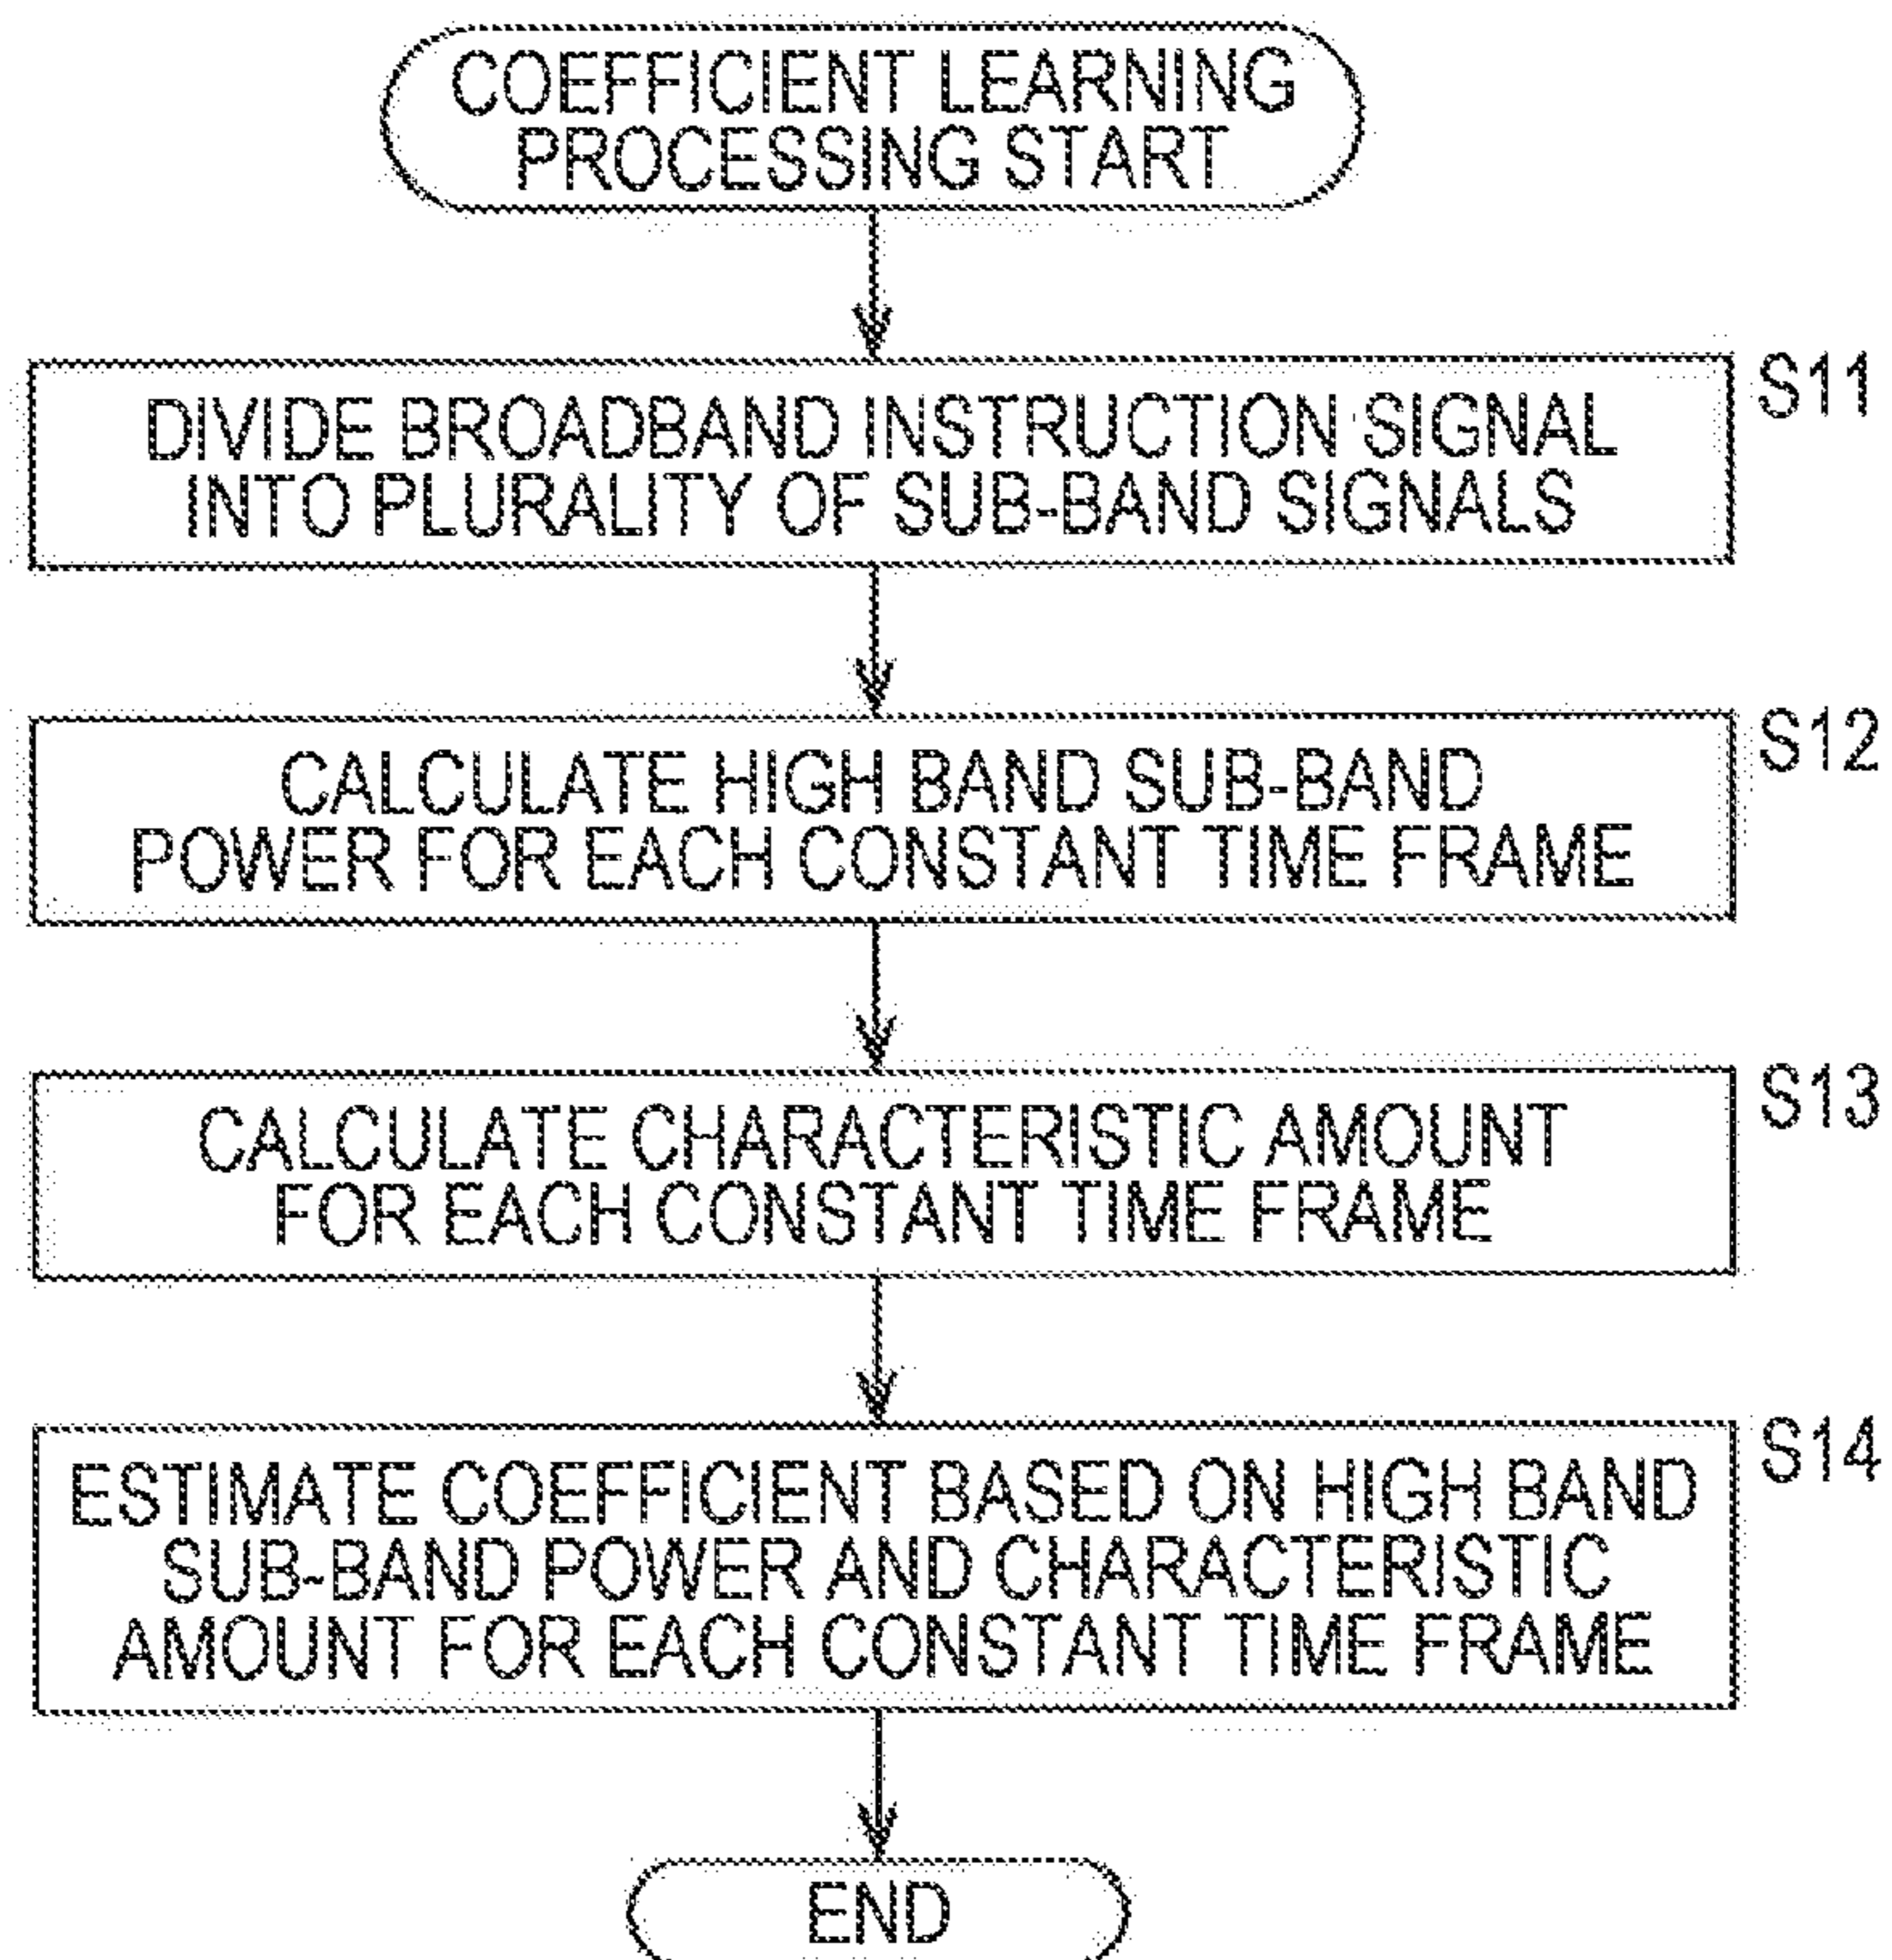 COEFFICIENT LEARNING
PROCESSING START
S11
DIVIDE BROADBAND INSTRUCTION SIGNAL
INTO PLURALITY OF SUB-BAND SIGNALS
S12
CALCULATE HIGH BAND SUB-BAND
POWER FOR EACH CONSTANT TIME FRAME
S13
CALCULATE CHARACTERISTIC AMOUNT
FOR EACH CONSTANT TIME FRAME
S14
ESTIMATE COEFFICIENT BASED ON HIGH BAND
SUB-BAND POWER AND CHARACTERISTIC
AMOUNT FOR EACH CONSTANT TIME FRAME
END